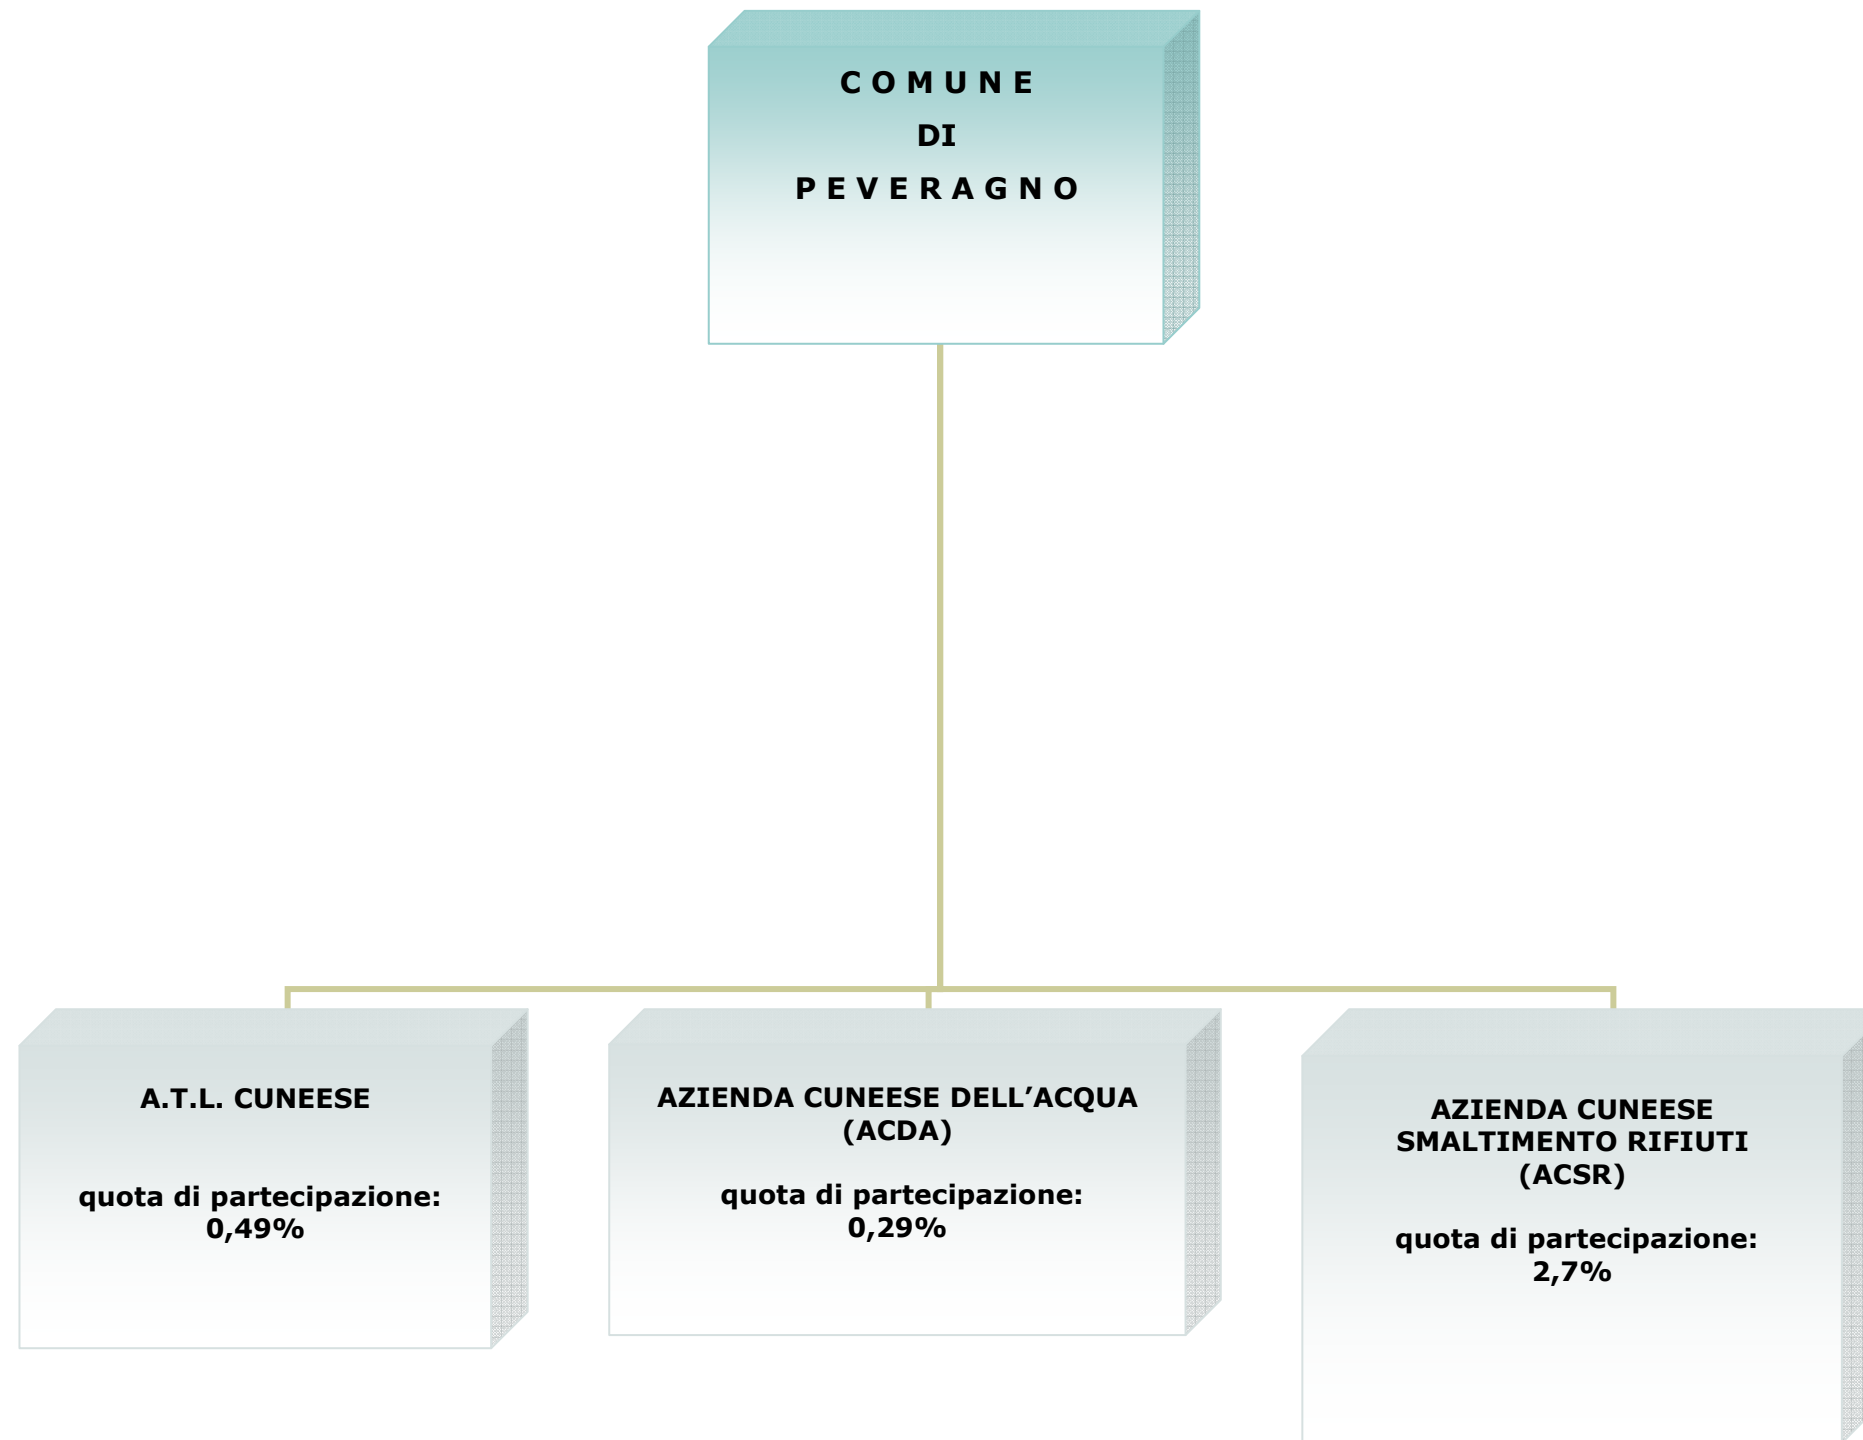 C O M U N E
DI
P E V E R A G N O
A.T.L. CUNEESE
quota di partecipazione:
0,49%
AZIENDA CUNEESE DELL’ACQUA
(ACDA)
quota di partecipazione:
0,29%
AZIENDA CUNEESE
SMALTIMENTO RIFIUTI
(ACSR)
quota di partecipazione:
2,7%